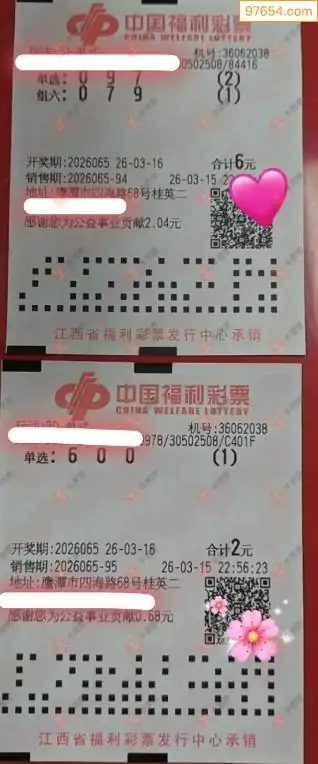 97654.com
中国福利彩票
CHINA WELFARE LOTTERY
机号:36062038
30502508/84416
单选: 0 9 7 (2)
组六: 0 7 9 (1)
开奖期:2026065 26-03-16 合计6元
销售期:2026065-94 26-03-15 22
地址:鹰潭市四海路68号桂英二
感谢您为公益事业贡献2.04元
江西省福利彩票发行中心承销
中国福利彩票
CHINA WELFARE LOTTERY
机号:36062038
0978/30502508/C401F
单选: 6 0 0 (1)
开奖期:2026065 26-03-16 合计2元
销售期:2026065-95 26-03-15 22:56:23
地址:鹰潭市四海路68号桂英二
感谢您为公益事业贡献0.68元
江西省福利彩票发行中心承销